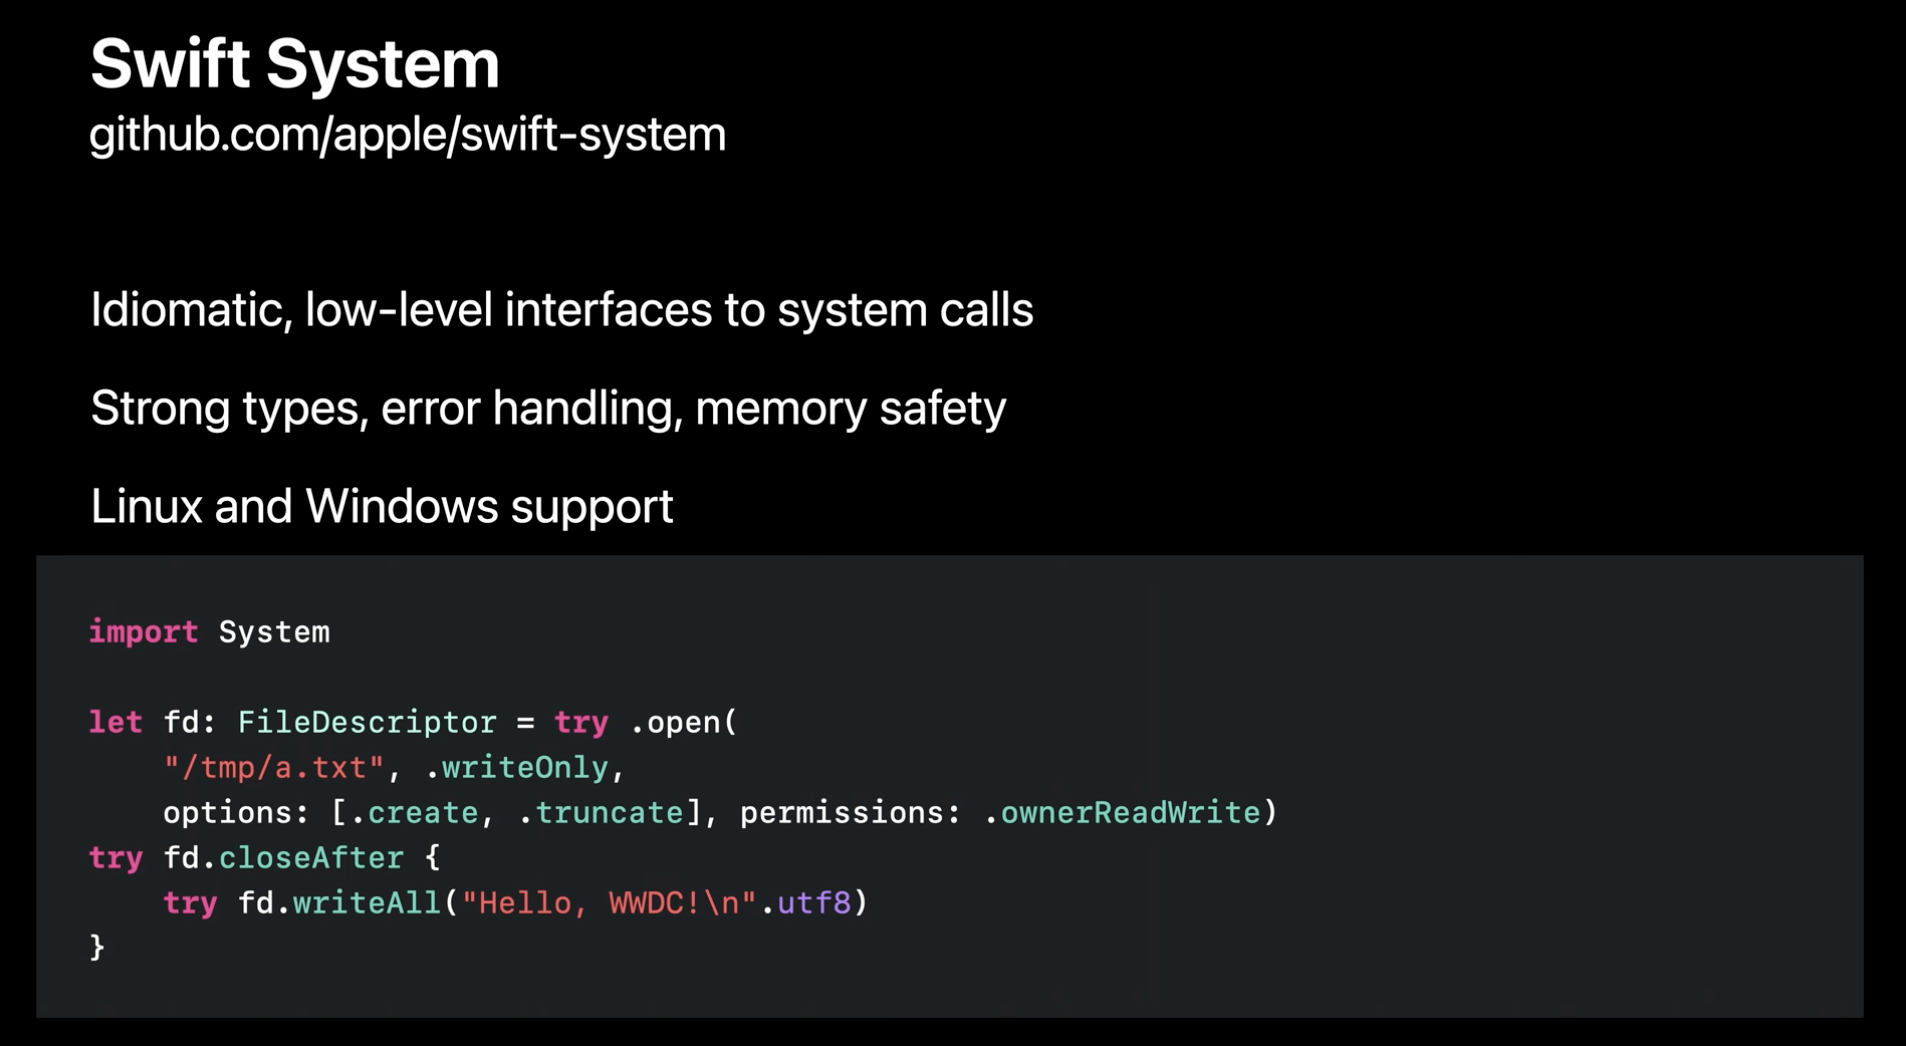 Swift System
github.com/apple/swift-system
Idiomatic, low-level interfaces to system calls
Strong types, error handling, memory safety
Linux and Windows support
import System
let fd: FileDescriptor = try .open(
    "/tmp/a.txt", .writeOnly,
    options: [.create, .truncate], permissions: .ownerReadWrite)
try fd.closeAfter {
    try fd.writeAll("Hello, WWDC!\n".utf8)
}